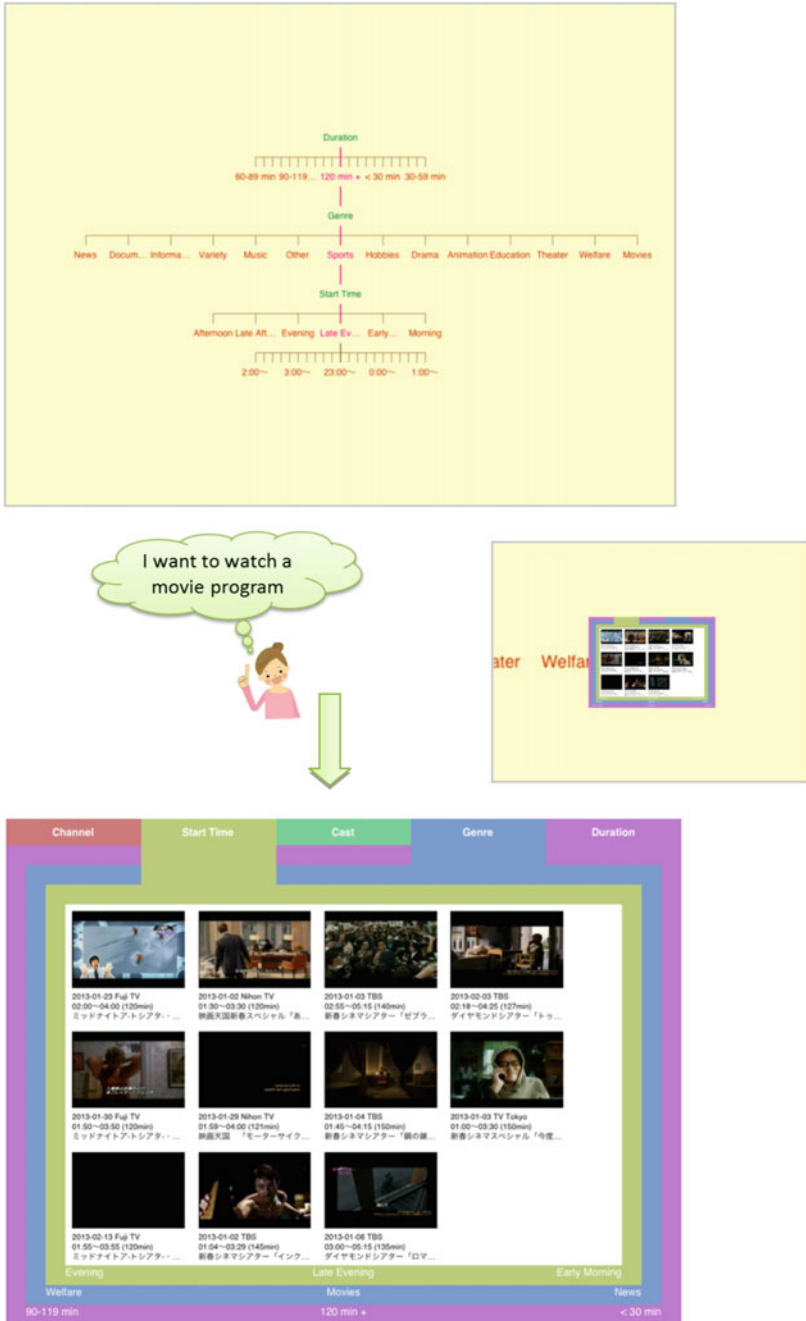 Duration
60-89 min 90-119... 120 min + < 30 min 30-59 min
Genre
News Docum... Informa... Variety Music Other Sports Hobbies Drama Animation Education Theater Welfare Movies
Start Time
Afternoon Late Aft... Evening Late Ev... Early... Morning
2:00～ 3:00～ 23:00～ 0:00～ 1:00～
I want to watch a
movie program
ater Welfar
Channel Start Time Cast Genre Duration
2013-01-23 Fuji TV 2013-01-02 Nihon TV 2013-01-03 TBS 2013-02-03 TBS
02:00～04:00 (120min) 01:30～03:30 (120min) 02:55～05:15 (140min) 02:18～04:25 (127min)
ミッドナイトア-トシアタ-・... 映画天国新春スペシャル「あ... 新春シネマシアター「ゼブラ... ダイヤモンドシアター「トゥ...
2013-01-30 Fuji TV 2013-01-29 Nihon TV 2013-01-04 TBS 2013-01-03 TV Tokyo
01:50～03:50 (120min) 01:59～04:00 (121min) 01:45～04:15 (150min) 01:00～03:30 (150min)
ミッドナイトア-トシアタ-・... 映画天国 「モーターサイク... 新春シネマシアター「鋼の錬... 新春シネマスペシャル「今度...
2013-02-13 Fuji TV 2013-01-02 TBS 2013-01-06 TBS
01:55～03:55 (120min) 01:04～03:29 (145min) 03:00～05:15 (135min)
ミッドナイトア-トシアタ-・... 新春シネマシアター「インク... ダイヤモンドシアター「ロマ...
Evening Late Evening Early Morning
Welfare Movies News
90-119 min 120 min + < 30 min